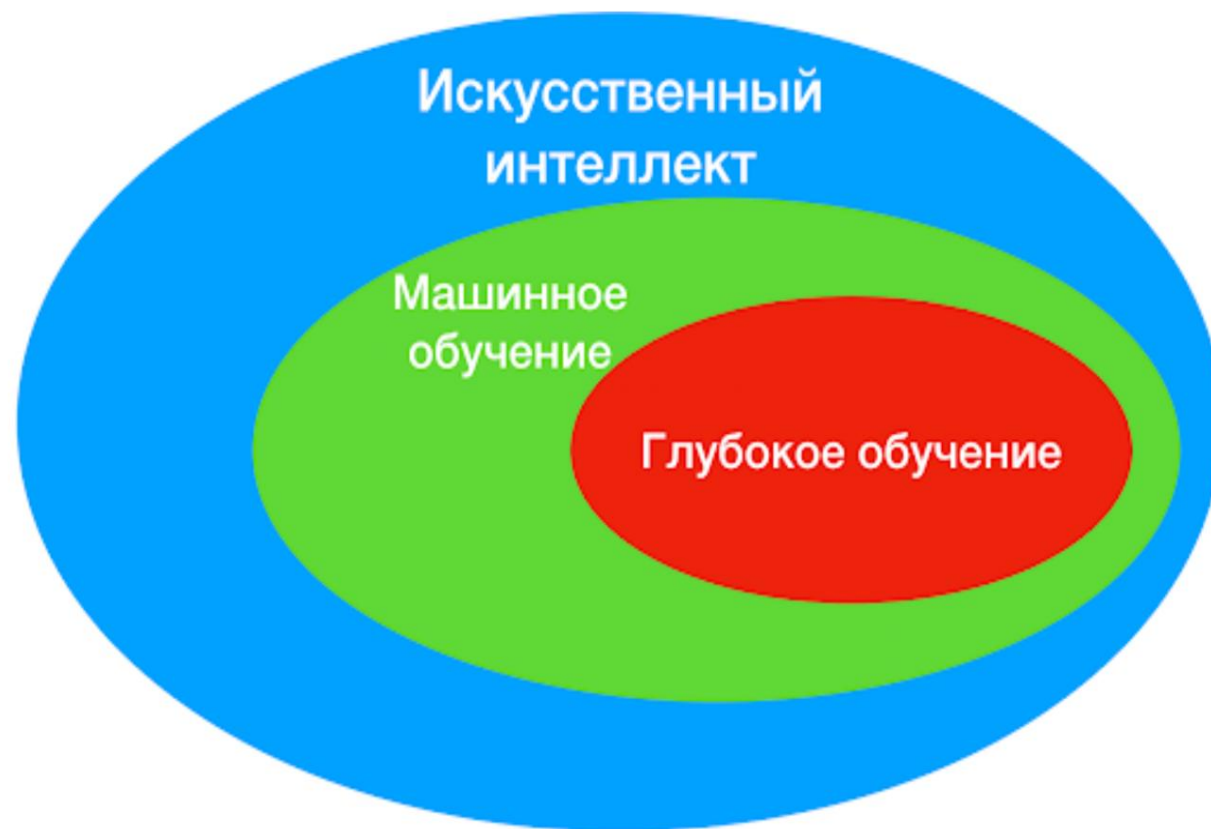 Искусственный
интеллект
Машинное
обучение
Глубокое обучение